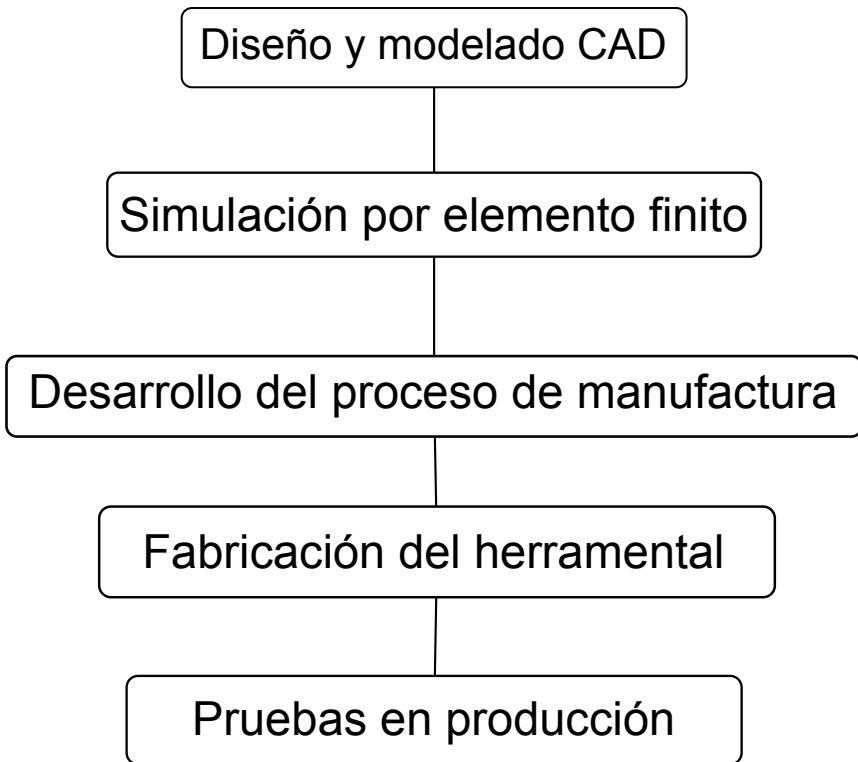 Diseño y modelado CAD
Simulación por elemento finito
Desarrollo del proceso de manufactura
Fabricación del herramental
Pruebas en producción